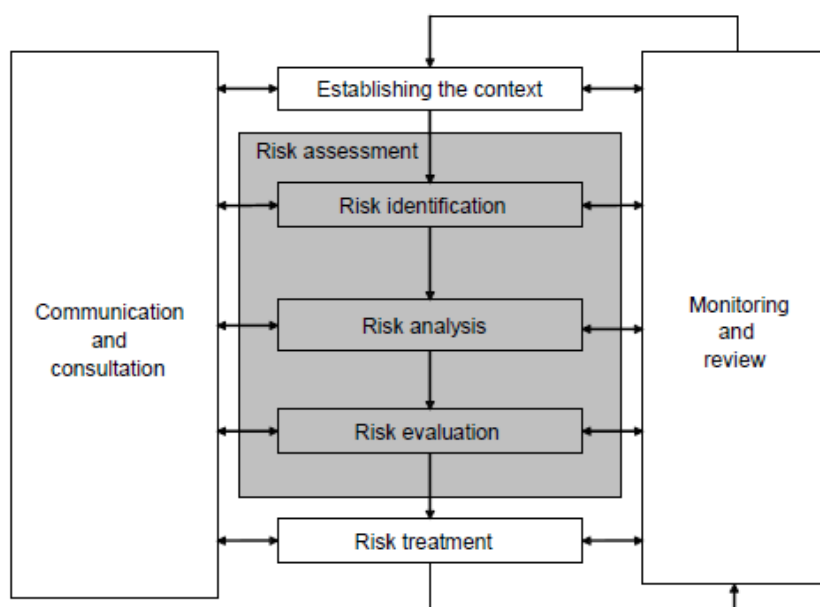 Establishing the context
Risk assessment
Risk identification
Risk analysis
Risk evaluation
Risk treatment
Communication
and
consultation
Monitoring
and
review